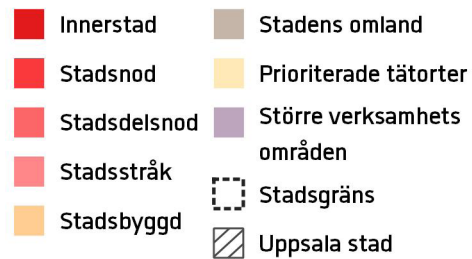 Innerstad
Stadsnod
Stadsdelsnod
Stadsstråk
Stadsbyggd
Stadens omland
Prioriterade tätorter
Större verksamhets
områden
Stadsgräns
Uppsala stad